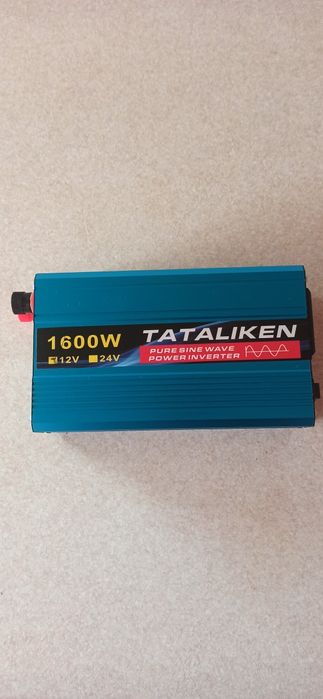 1600W
12V 24V
TATALIKEN
PURE SINE WAVE
POWER INVERTER